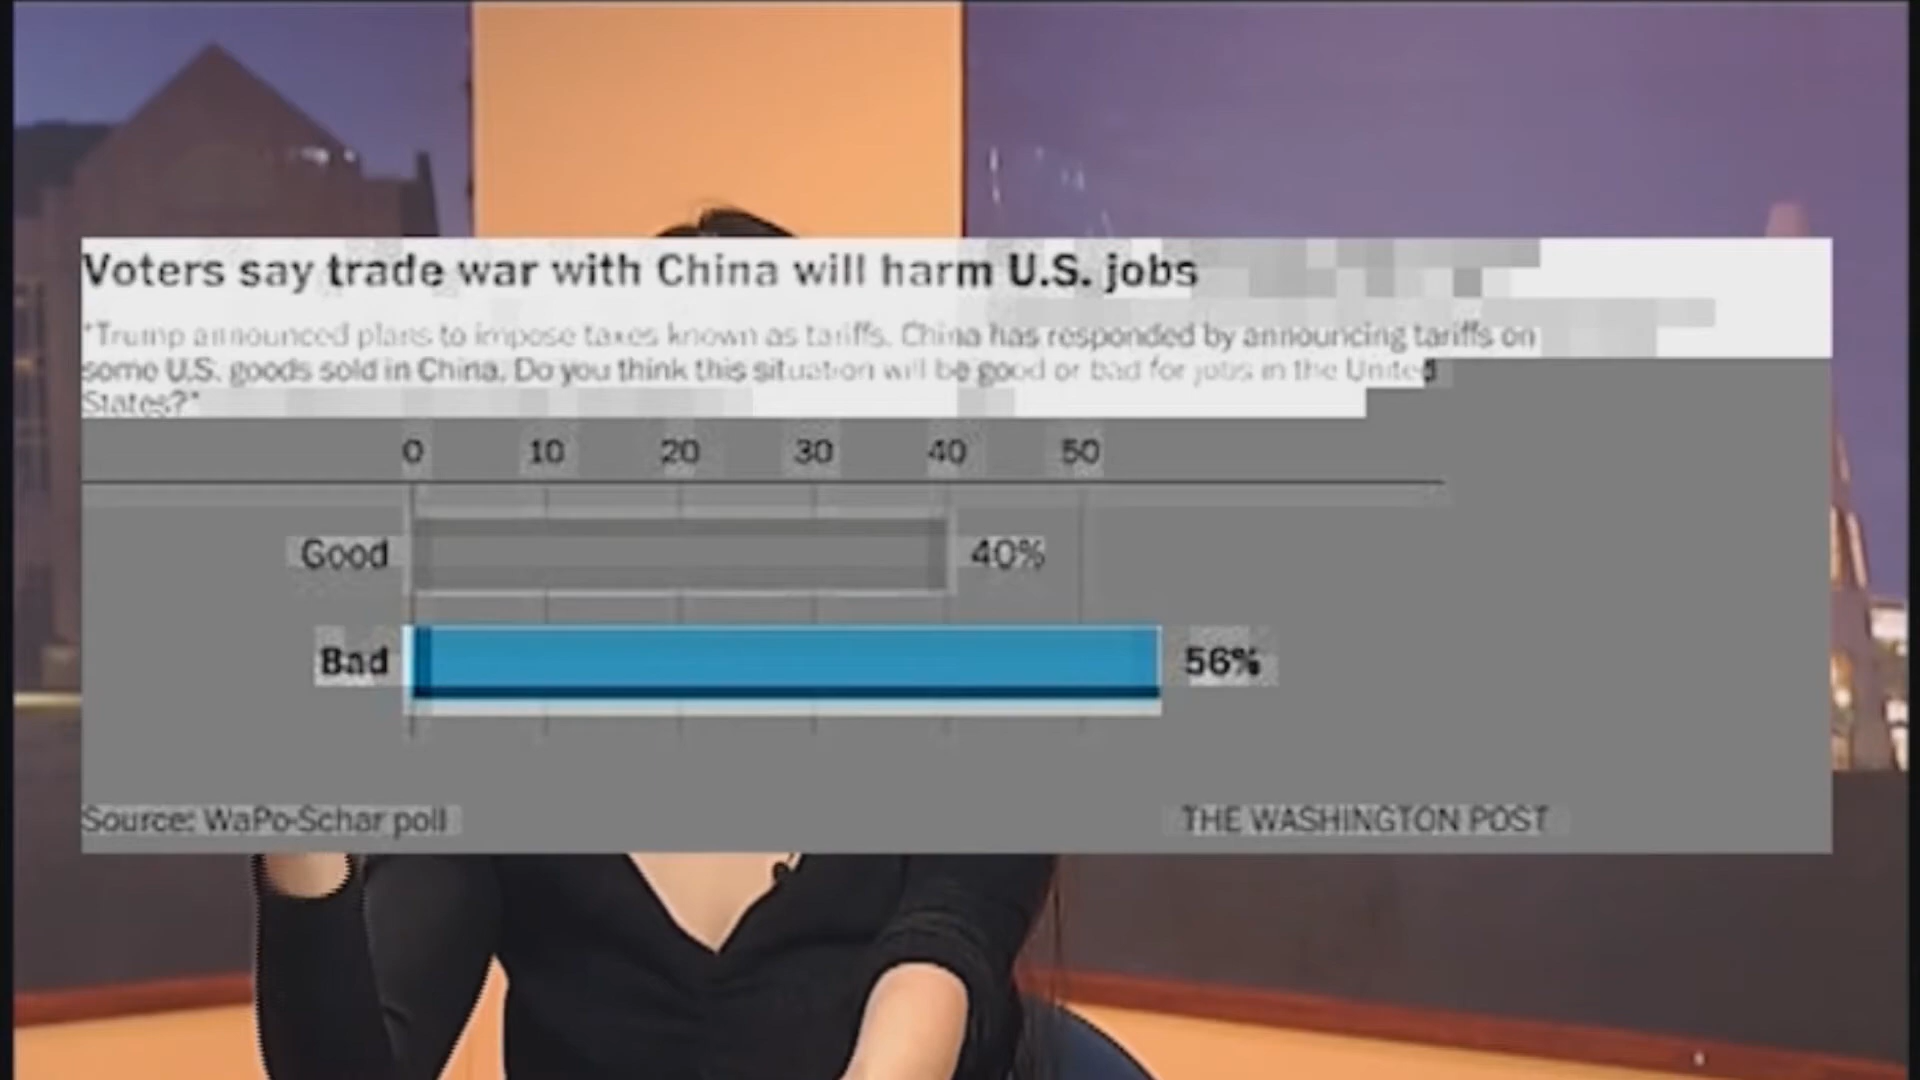 Voters say trade war with China will harm U.S. jobs
"Trump announced plans to impose taxes known as tariffs. China has responded by announcing tariffs on
some U.S. goods sold in China. Do you think this situation will be good or bad for jobs in the United
States?"
0 10 20 30 40 50
Good 40%
Bad 56%
Source: WaPo-Schar poll THE WASHINGTON POST